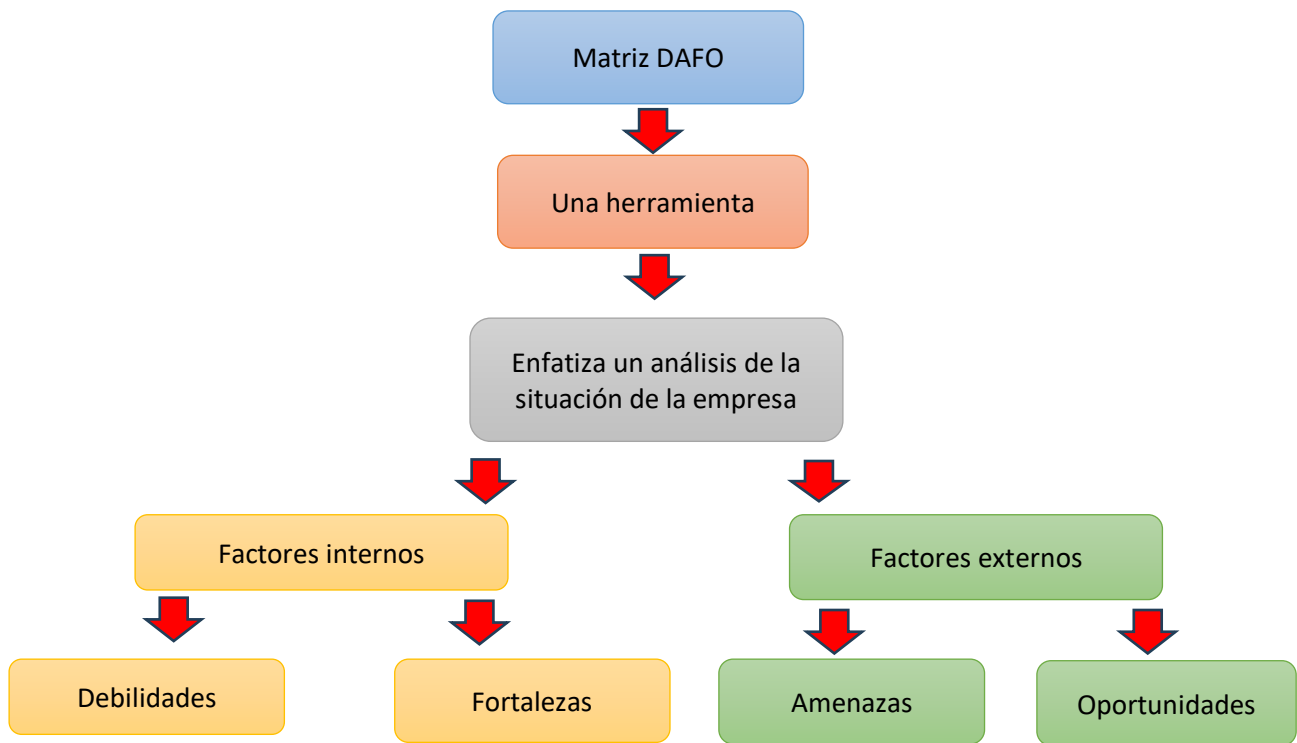 Matriz DAFO
Una herramienta
Enfatiza un análisis de la
situación de la empresa
Factores internos
Factores externos
Debilidades
Fortalezas
Amenazas
Oportunidades